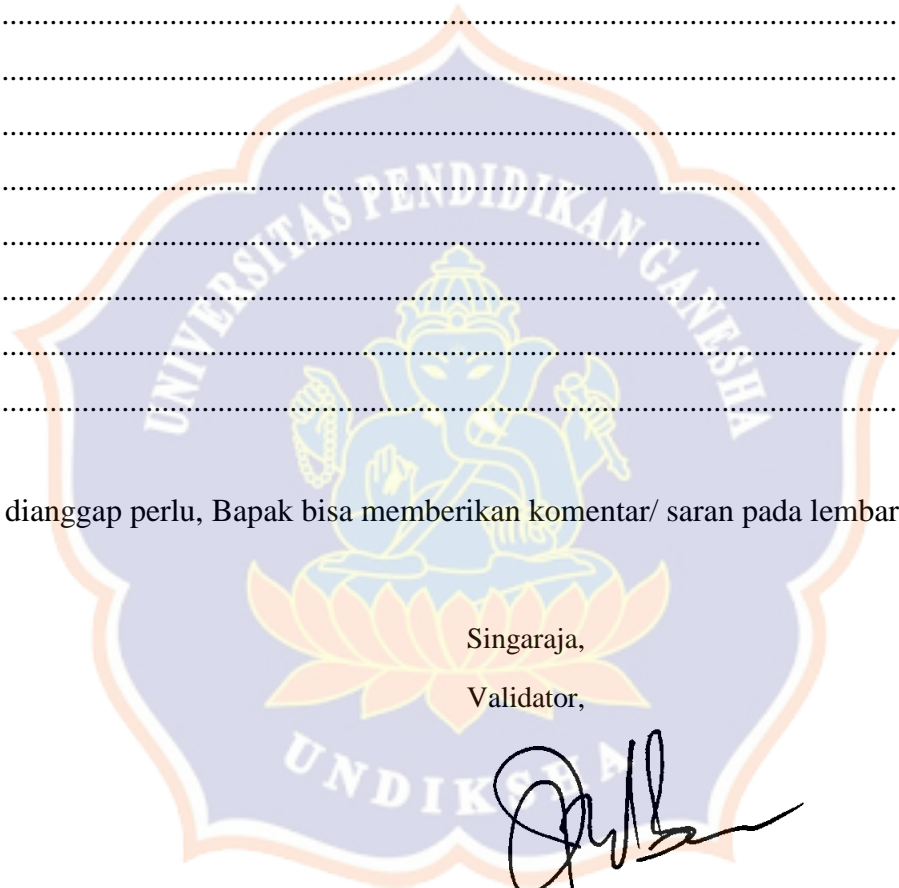 ........................................................................................................................
........................................................................................................................
........................................................................................................................
........................................................................................................................
......................................................................................................
........................................................................................................................
........................................................................................................................
........................................................................................................................
UNIVERSITAS PENDIDIKAN GANESHA
dianggap perlu, Bapak bisa memberikan komentar/ saran pada lembar
Singaraja,
Validator,
UNDIKSHA